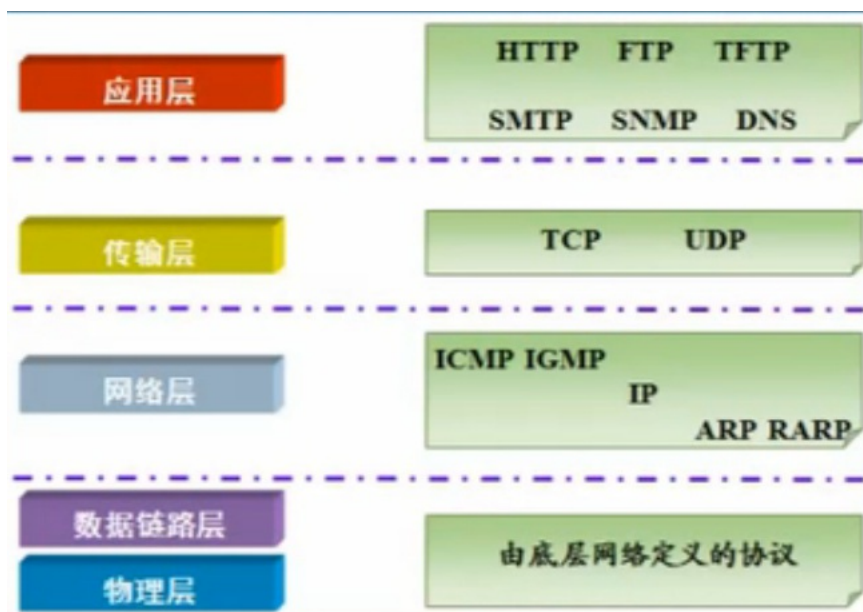 应用层
HTTP FTP TFTP
SMTP SNMP DNS
传输层
TCP UDP
网络层
ICMP IGMP
IP
ARP RARP
数据链路层
物理层
由底层网络定义的协议